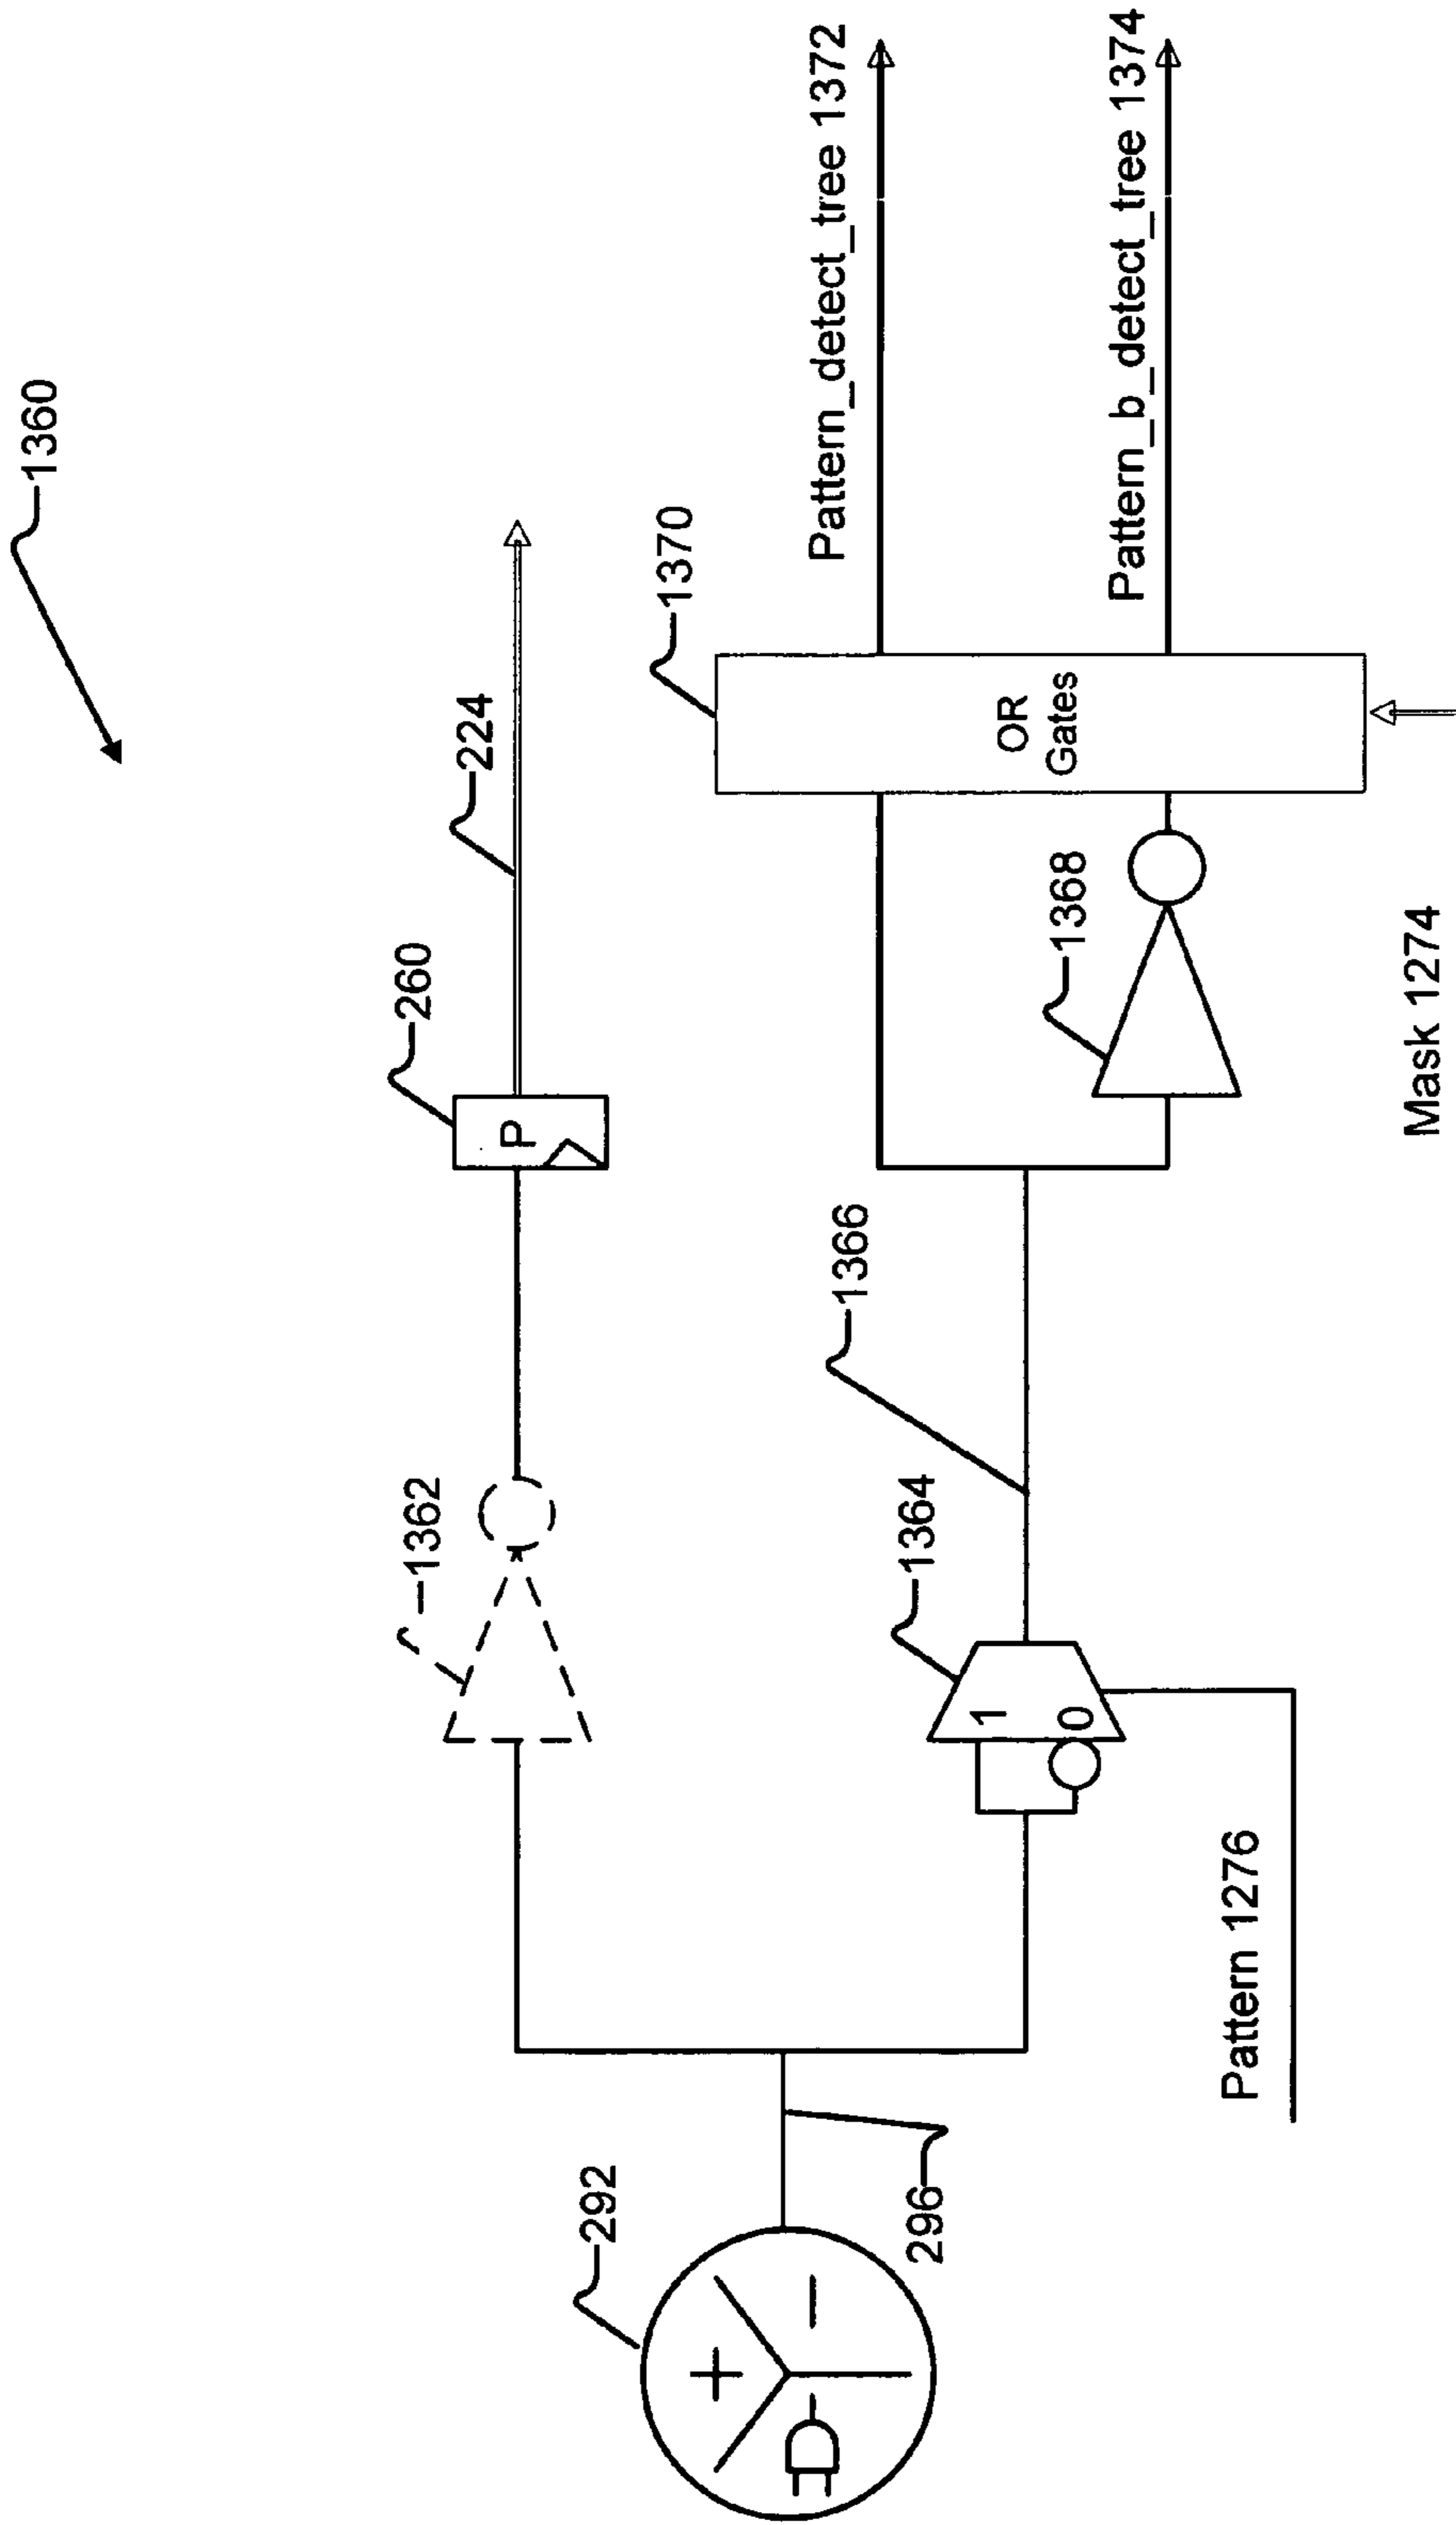 1360
224
260
1362
292
296
1364
1
0
1366
Pattern 1276
P
1370
OR
Gates
1368
Mask 1274
Pattern_detect_tree 1372
Pattern_b_detect_tree 1374